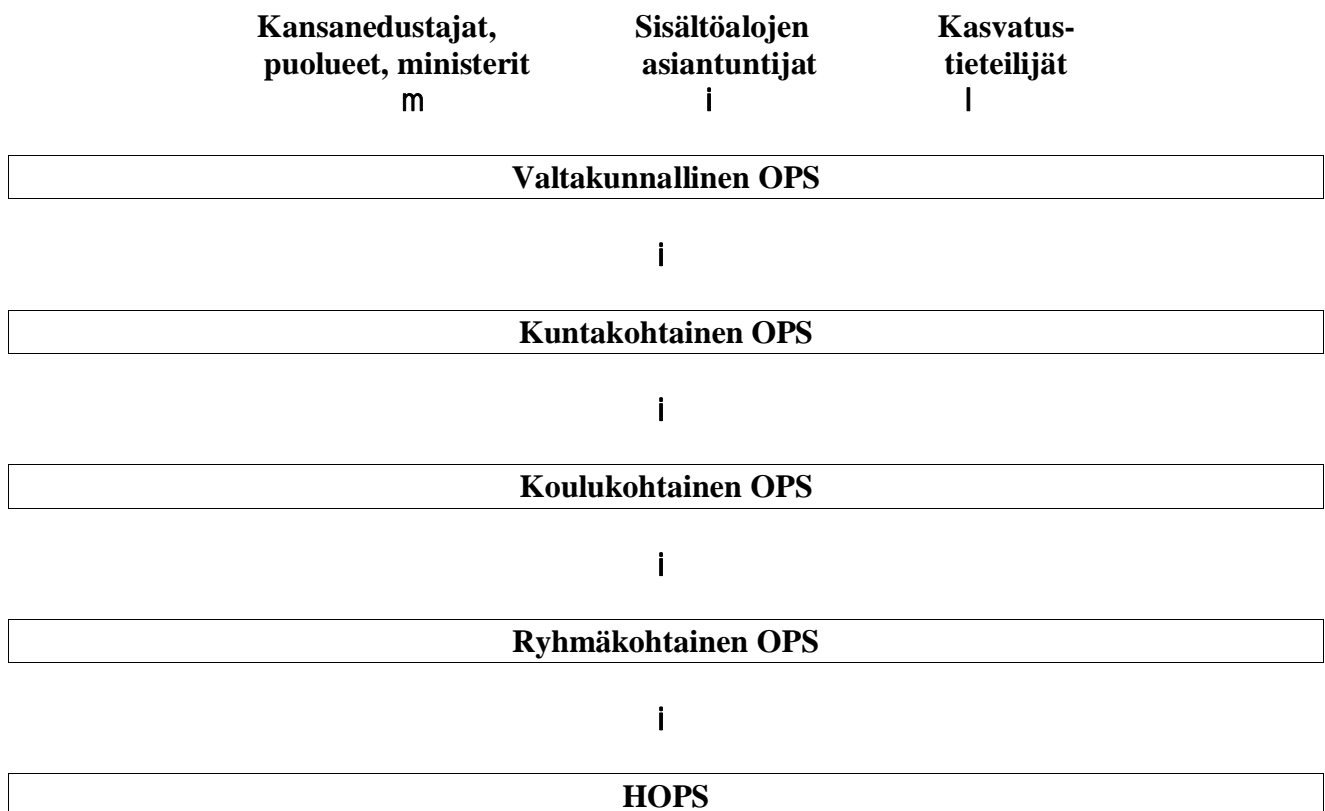 Kansanedustajat, Sisältöalojen Kasvatus-
puolueet, ministerit asiantuntijat tieteilijät
m i l
Valtakunnallinen OPS
i
Kuntakohtainen OPS
i
Koulukohtainen OPS
i
Ryhmäkohtainen OPS
i
HOPS